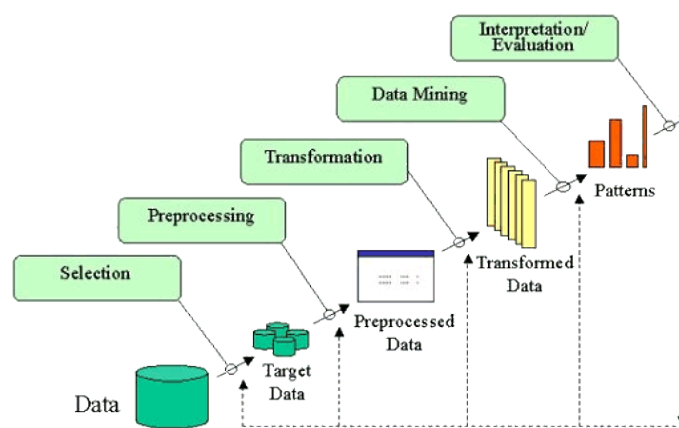 Interpretation/
Evaluation
Data Mining
Transformation
Preprocessing
Selection
Patterns
Transformed
Data
Preprocessed
Data
Target
Data
Data